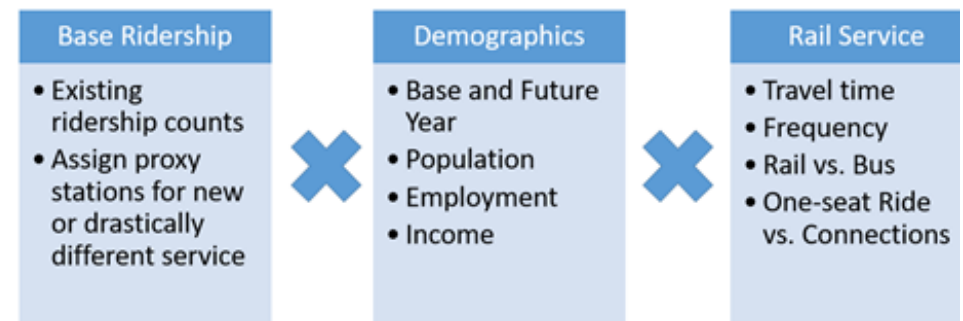 Base Ridership
• Existing
ridership counts
• Assign proxy
stations for new
or drastically
different service
Demographics
• Base and Future
Year
• Population
• Employment
• Income
Rail Service
• Travel time
• Frequency
• Rail vs. Bus
• One-seat Ride
vs. Connections